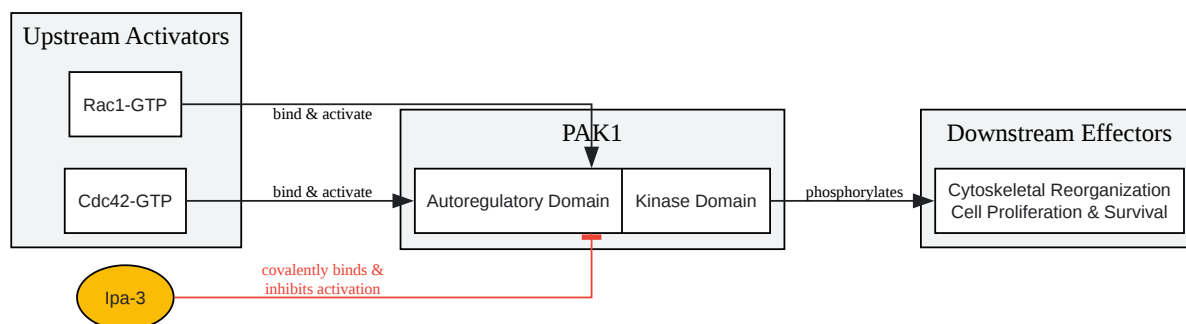 Upstream Activators
Rac1-GTP
bind & activate
PAK1
Downstream Effectors
Cdc42-GTP
bind & activate
Autoregulatory Domain
Kinase Domain
phosphorylates
Cytoskeletal Reorganization
Cell Proliferation & Survival
Ipa-3
covalently binds &
inhibits activation